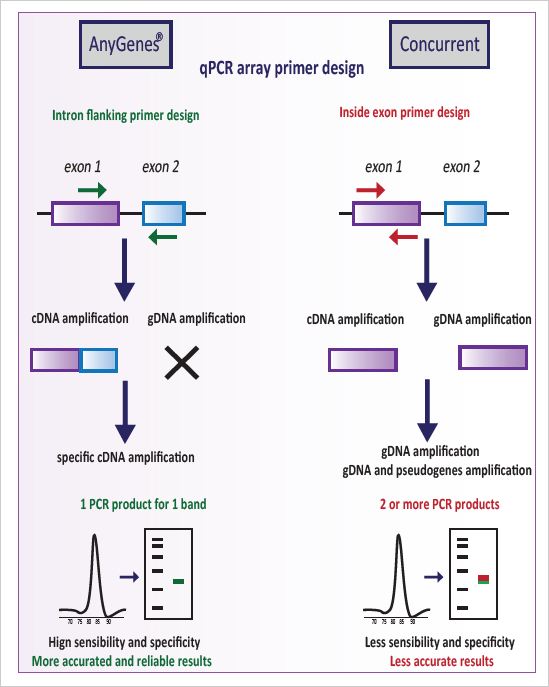 AnyGenes®
Concurrent
qPCR array primer design
Intron flanking primer design
Inside exon primer design
exon 1
exon 2
exon 1
exon 2
cDNA amplification
gDNA amplification
cDNA amplification
gDNA amplification
specific cDNA amplification
gDNA amplification
gDNA and pseudogenes amplification
1 PCR product for 1 band
2 or more PCR products
70 75 80 85 90
70 75 80 85 90
Hign sensibility and specificity
Less sensibility and specificity
More accurated and reliable results
Less accurate results